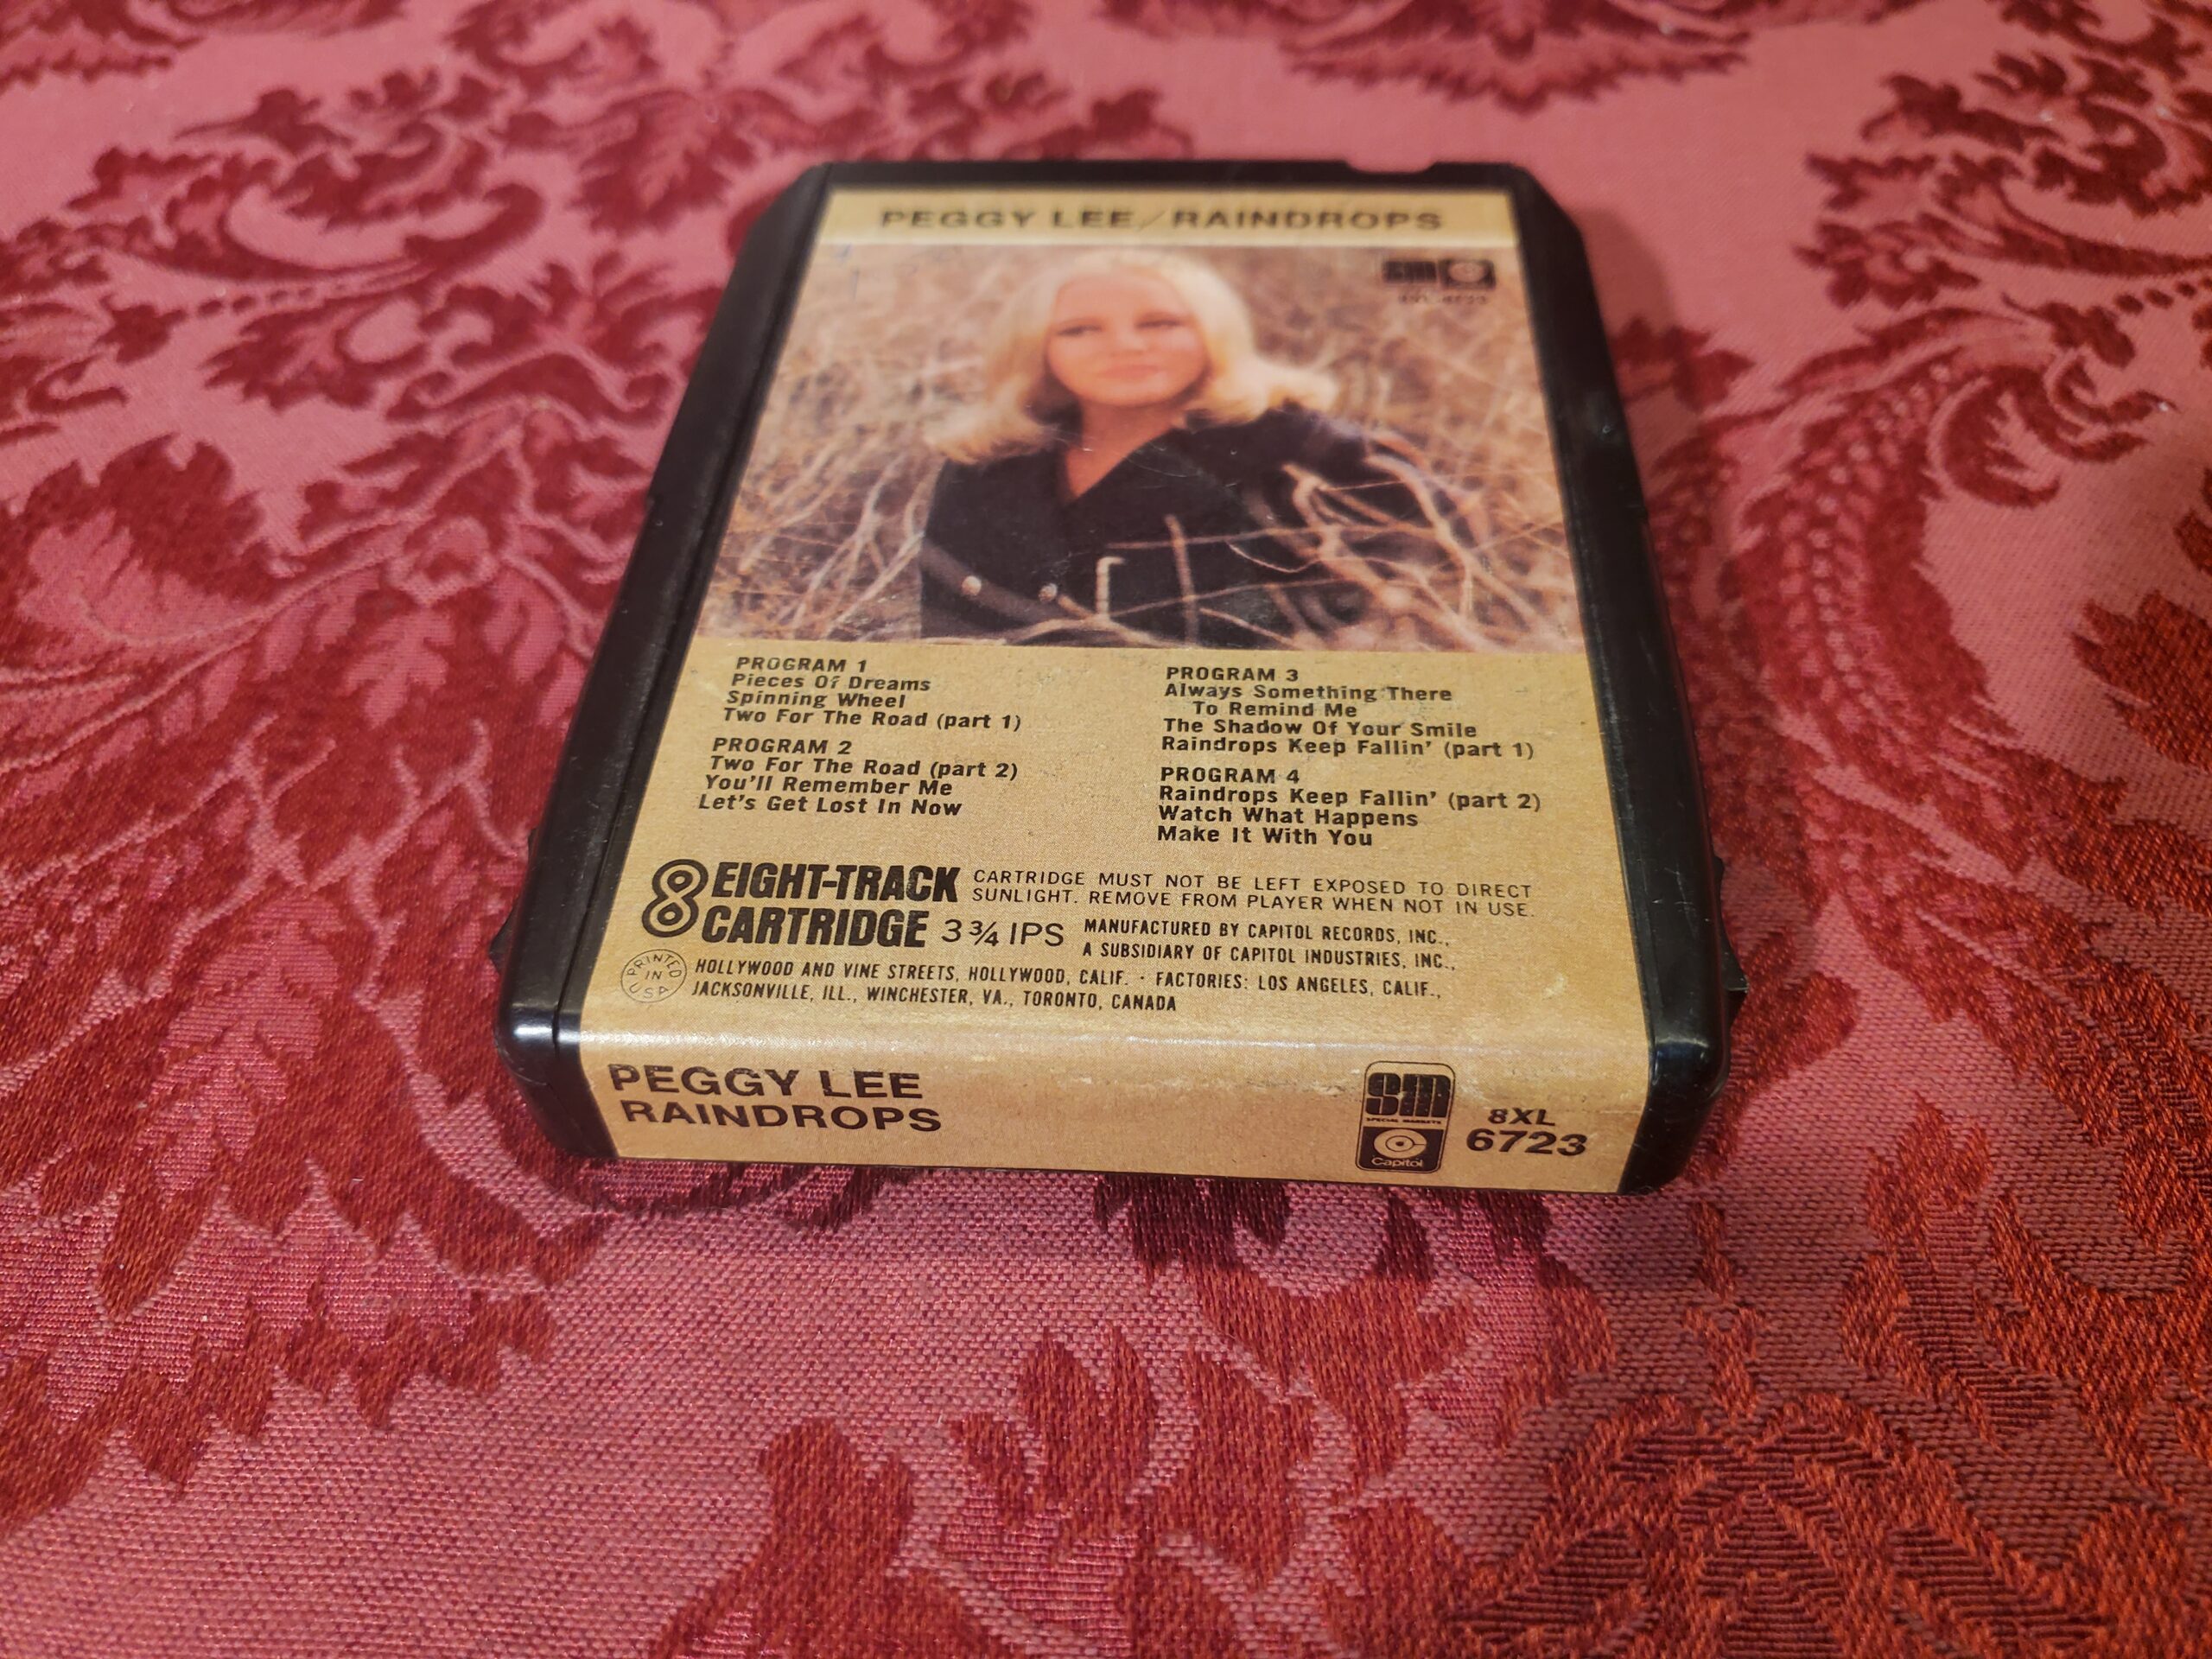 PEGGY LEE/RAINDROPS
sm
PROGRAM 1
Pieces Of Dreams
Spinning Wheel
Two For The Road (part 1)
PROGRAM 2
Two For The Road (part 2)
You'll Remember Me
Let's Get Lost In Now
PROGRAM 3
Always Something There
To Remind Me
The Shadow Of Your Smile
Raindrops Keep Fallin' (part 1)
PROGRAM 4
Raindrops Keep Fallin' (part 2)
Watch What Happens
Make It With You
8 EIGHT-TRACK
CARTRIDGE 3¾ IPS
CARTRIDGE MUST NOT BE LEFT EXPOSED TO DIRECT
SUNLIGHT. REMOVE FROM PLAYER WHEN NOT IN USE.
MANUFACTURED BY CAPITOL RECORDS, INC.,
A SUBSIDIARY OF CAPITOL INDUSTRIES, INC.,
PRINTED
IN
USA
HOLLYWOOD AND VINE STREETS, HOLLYWOOD, CALIF. · FACTORIES: LOS ANGELES, CALIF.,
JACKSONVILLE, ILL., WINCHESTER, VA., TORONTO, CANADA
PEGGY LEE
RAINDROPS
sm
SPECIAL MARKETS
Capitol
8XL
6723